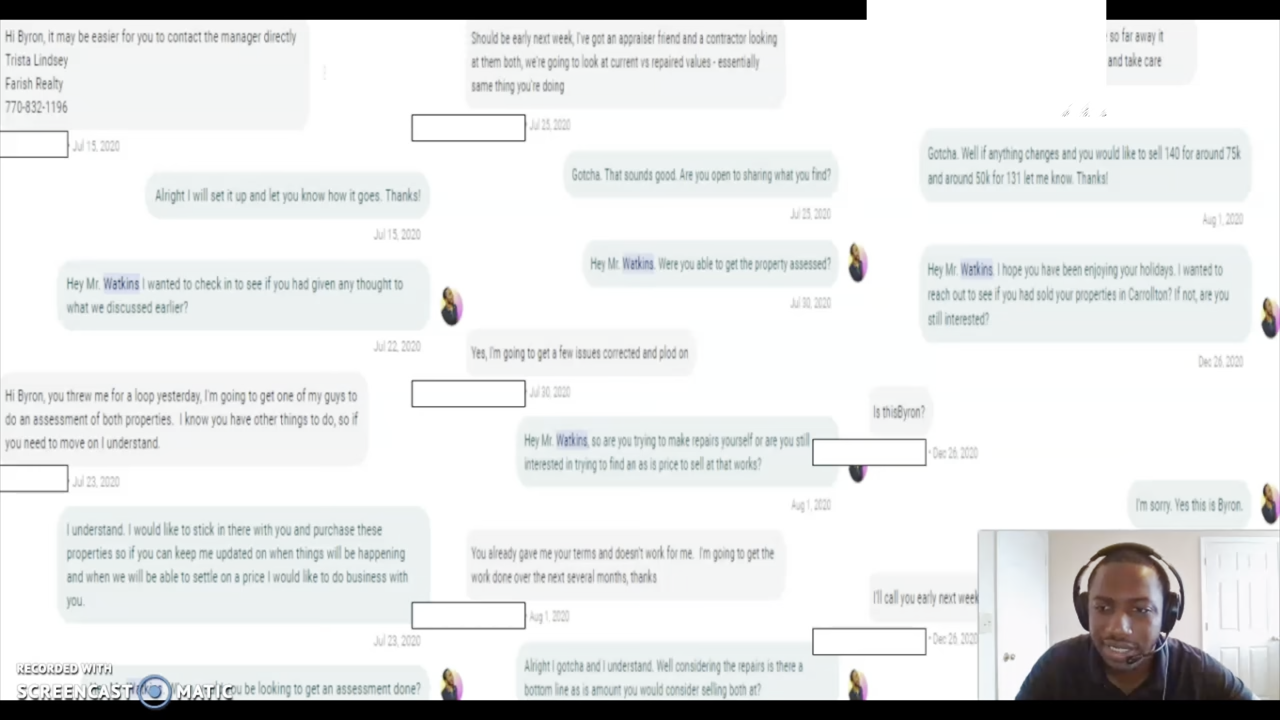 Hi Byron, it may be easier for you to contact the manager directly
Trista Lindsey
Farish Realty
770-832-1196
Jul 15, 2020
Alright I will set it up and let you know how it goes. Thanks!
Jul 15, 2020
Hey Mr. Watkins I wanted to check in to see if you had given any thought to
what we discussed earlier?
Jul 22, 2020
Hi Byron, you threw me for a loop yesterday, I'm going to get one of my guys to
do an assessment of both properties. I know you have other things to do, so if
you need to move on I understand.
Jul 23, 2020
I understand. I would like to stick in there with you and purchase these
properties so if you can keep me updated on when things will be happening
and when we will be able to settle on a price I would like to do business with
you.
Jul 23, 2020
you be looking to get an assessment done?
Should be early next week, I've got an appraiser friend and a contractor looking
at them both, we're going to look at current vs repaired values - essentially
same thing you're doing
Jul 25, 2020
Gotcha. That sounds good. Are you open to sharing what you find?
Jul 25, 2020
Hey Mr. Watkins. Were you able to get the property assessed?
Jul 30, 2020
Yes, I'm going to get a few issues corrected and plod on
Jul 30, 2020
Hey Mr. Watkins, so are you trying to make repairs yourself or are you still
interested in trying to find an as is price to sell at that works?
Aug 1, 2020
You already gave me your terms and doesn't work for me. I'm going to get the
work done over the next several months, thanks
Aug 1, 2020
Alright I gotcha and I understand. Well considering the repairs is there a
bottom line as is amount you would consider selling both at?
so far away it
and take care
Gotcha. Well if anything changes and you would like to sell 140 for around 75k
and around 50k for 131 let me know. Thanks!
Aug 1, 2020
Hey Mr. Watkins. I hope you have been enjoying your holidays. I wanted to
reach out to see if you had sold your properties in Carrollton? If not, are you
still interested?
Dec 26, 2020
Is thisByron?
Dec 26, 2020
I'm sorry. Yes this is Byron.
I'll call you early next week
Dec 26, 2020
RECORDED WITH
SCREENCAST MATIC